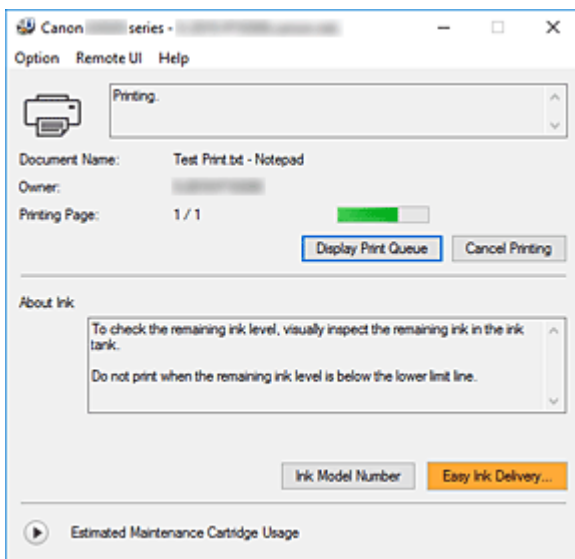 Canon series -
Option Remote UI Help
Printing.
Document Name: Test Print.txt - Notepad
Owner:
Printing Page: 1 / 1
Display Print Queue Cancel Printing
About Ink
To check the remaining ink level, visually inspect the remaining ink in the ink
tank.
Do not print when the remaining ink level is below the lower limit line.
Ink Model Number Easy Ink Delivery...
Estimated Maintenance Cartridge Usage